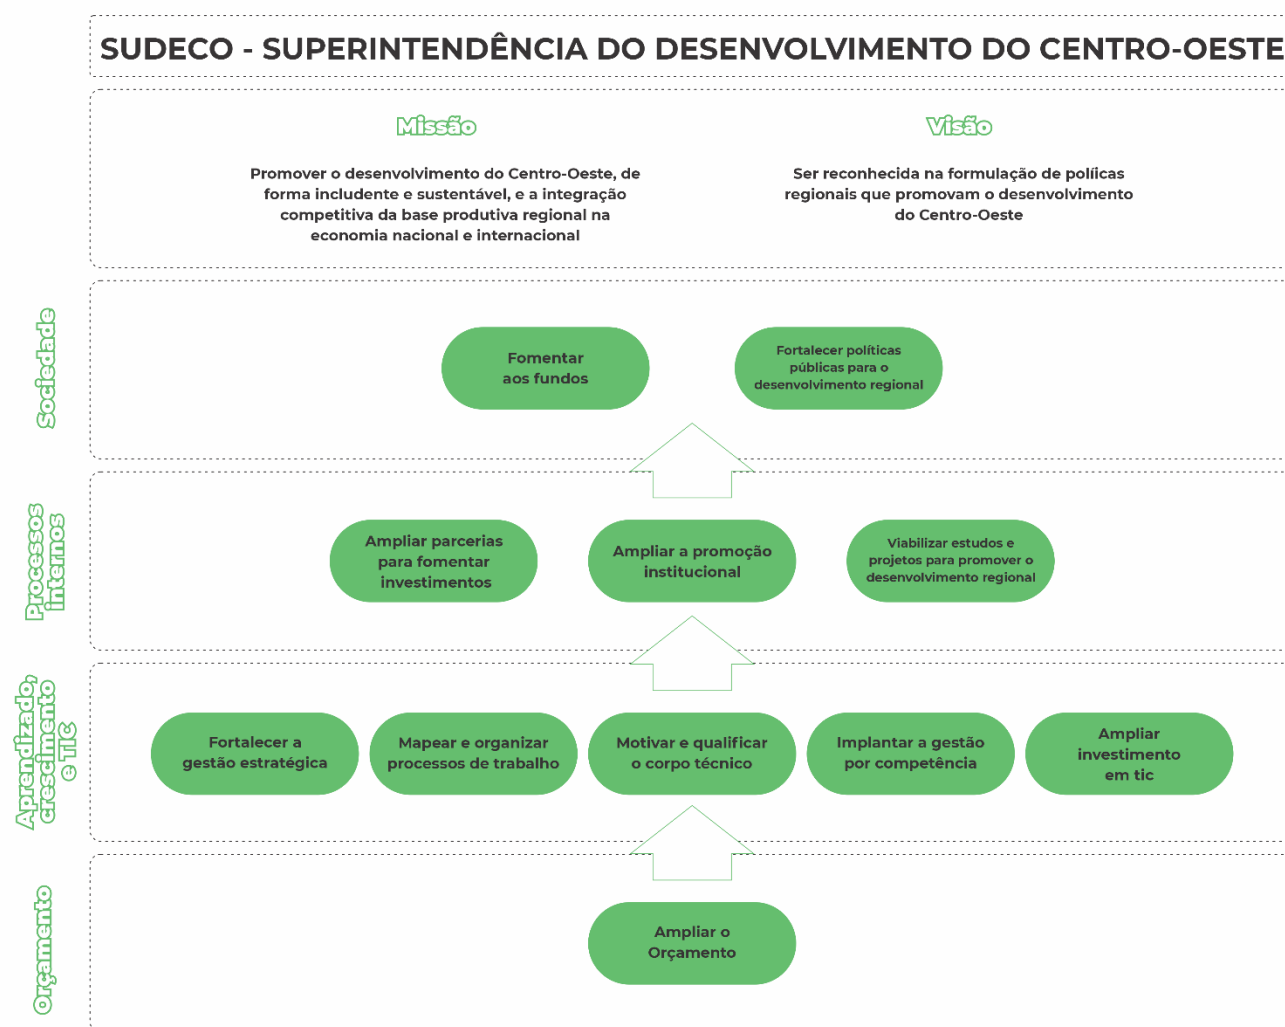 SUDECO - SUPERINTENDÊNCIA DO DESENVOLVIMENTO DO CENTRO-OESTE
Missão
Promover o desenvolvimento do Centro-Oeste, de
forma includente e sustentável, e a integração
competitiva da base produtiva regional na
economia nacional e internacional
Visão
Ser reconhecida na formulação de políicas
regionais que promovam o desenvolvimento
do Centro-Oeste
Sociedade
Fomentar
aos fundos
Fortalecer políticas
públicas para o
desenvolvimento regional
Processos
internos
Ampliar parcerias
para fomentar
investimentos
Ampliar a promoção
institucional
Viabilizar estudos e
projetos para promover o
desenvolvimento regional
Aprendizado,
crescimento
e TIC
Fortalecer a
gestão estratégica
Mapear e organizar
processos de trabalho
Motivar e qualificar
o corpo técnico
Implantar a gestão
por competência
Ampliar
investimento
em tic
Orçamento
Ampliar o
Orçamento